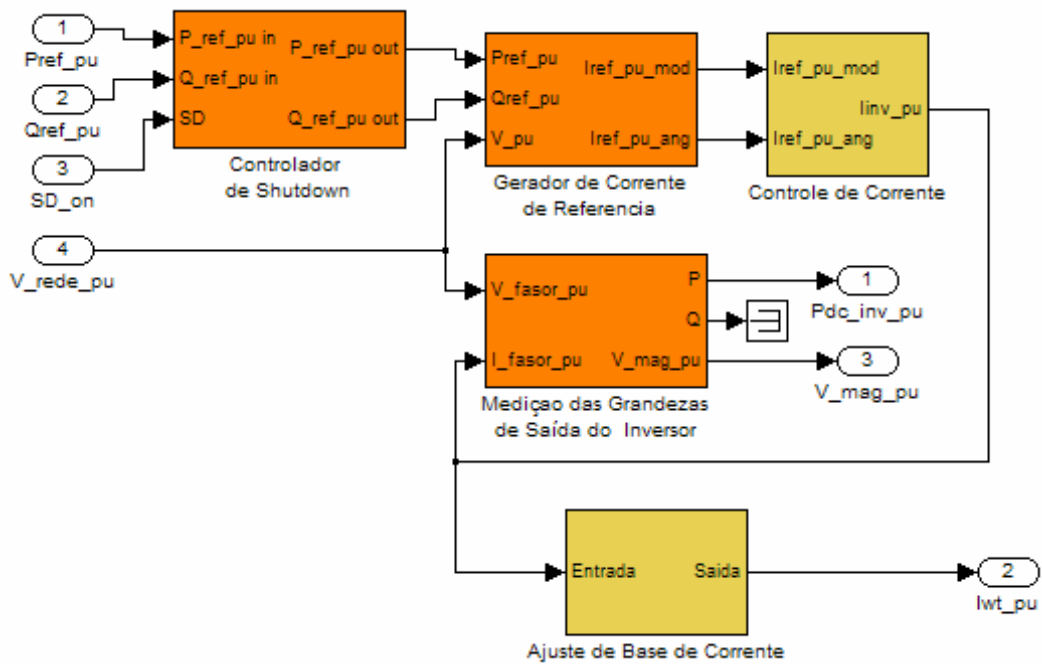 1
Pref_pu
2
Qref_pu
3
SD_on
4
V_rede_pu
P_ref_pu in
Q_ref_pu in
SD
P_ref_pu out
Q_ref_pu out
Controlador
de Shutdown
Pref_pu
Qref_pu
V_pu
Iref_pu_mod
Iref_pu_ang
Gerador de Corrente
de Referencia
Iref_pu_mod
Iref_pu_ang
Iinv_pu
Controle de Corrente
V_fasor_pu
I_fasor_pu
P
Q
V_mag_pu
Mediçao das Grandezas
de Saída do Inversor
1
Pdc_inv_pu
3
V_mag_pu
Entrada
Saida
Ajuste de Base de Corrente
2
Iwt_pu